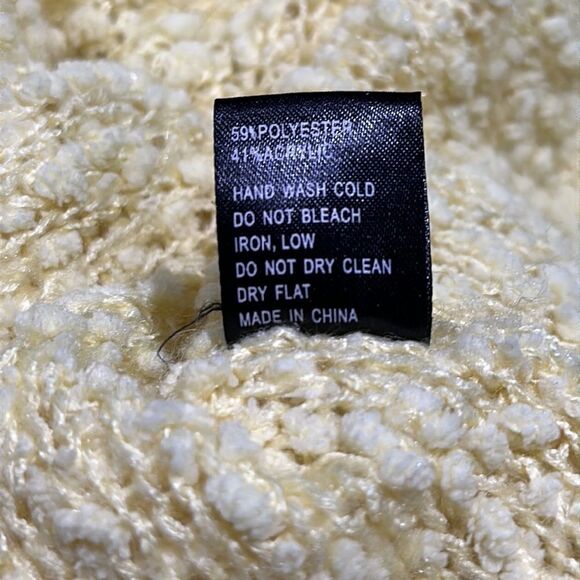 59%POLYESTER
41%ACRYLIC
HAND WASH COLD
DO NOT BLEACH
IRON, LOW
DO NOT DRY CLEAN
DRY FLAT
MADE IN CHINA